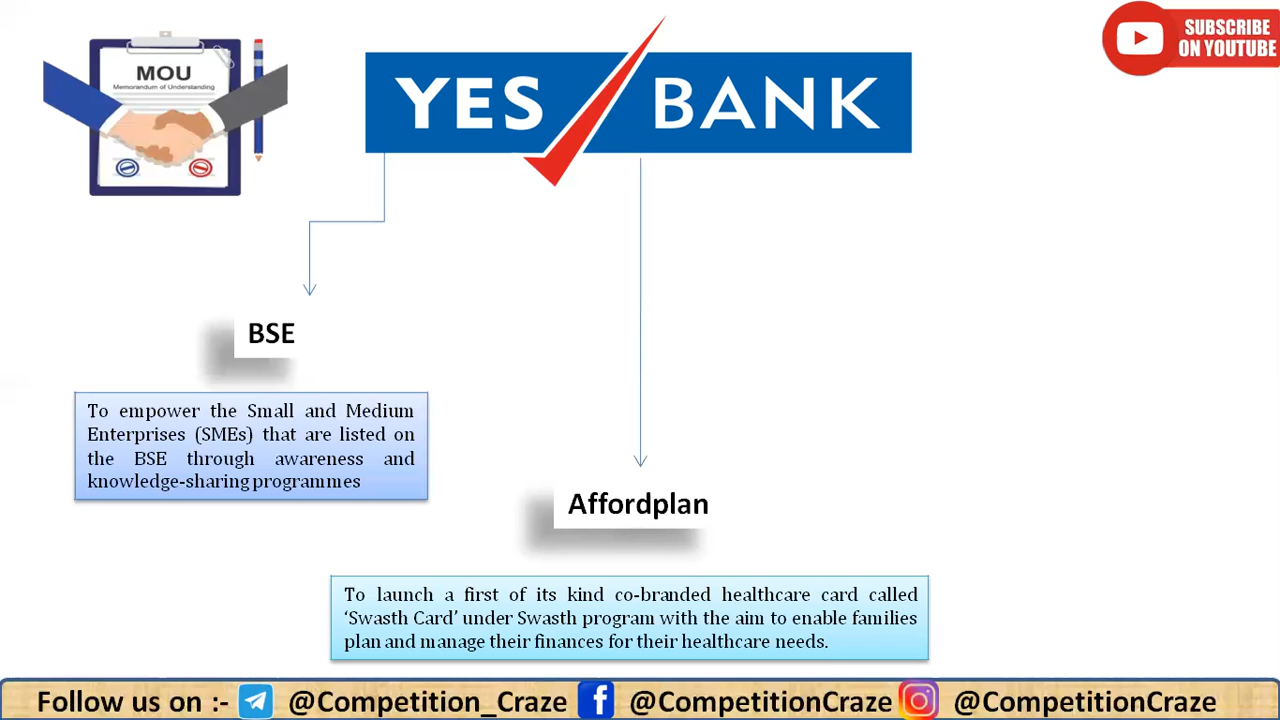 MOU
Memorandum of Understanding
YES BANK
SUBSCRIBE
ON YOUTUBE
BSE
To empower the Small and Medium
Enterprises (SMEs) that are listed on
the BSE through awareness and
knowledge-sharing programmes
Affordplan
To launch a first of its kind co-branded healthcare card called
‘Swasth Card’ under Swasth program with the aim to enable families
plan and manage their finances for their healthcare needs.
Follow us on :- @Competition_Craze @CompetitionCraze @CompetitionCraze